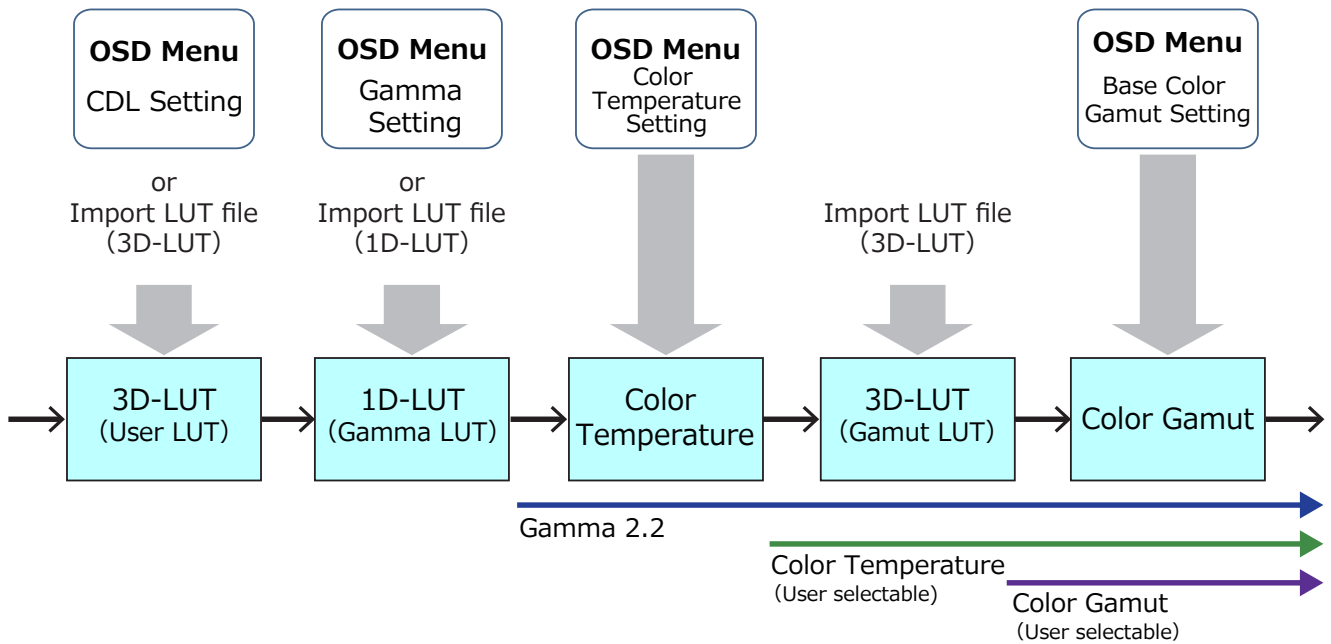 OSD Menu
CDL Setting
or
Import LUT file
（3D-LUT）
OSD Menu
Gamma
Setting
or
Import LUT file
（1D-LUT）
OSD Menu
Color
Temperature
Setting
Import LUT file
（3D-LUT）
OSD Menu
Base Color
Gamut Setting
3D-LUT
（User LUT）
1D-LUT
（Gamma LUT）
Color
Temperature
3D-LUT
（Gamut LUT）
Color Gamut
Gamma 2.2
Color Temperature
（User selectable）
Color Gamut
（User selectable）